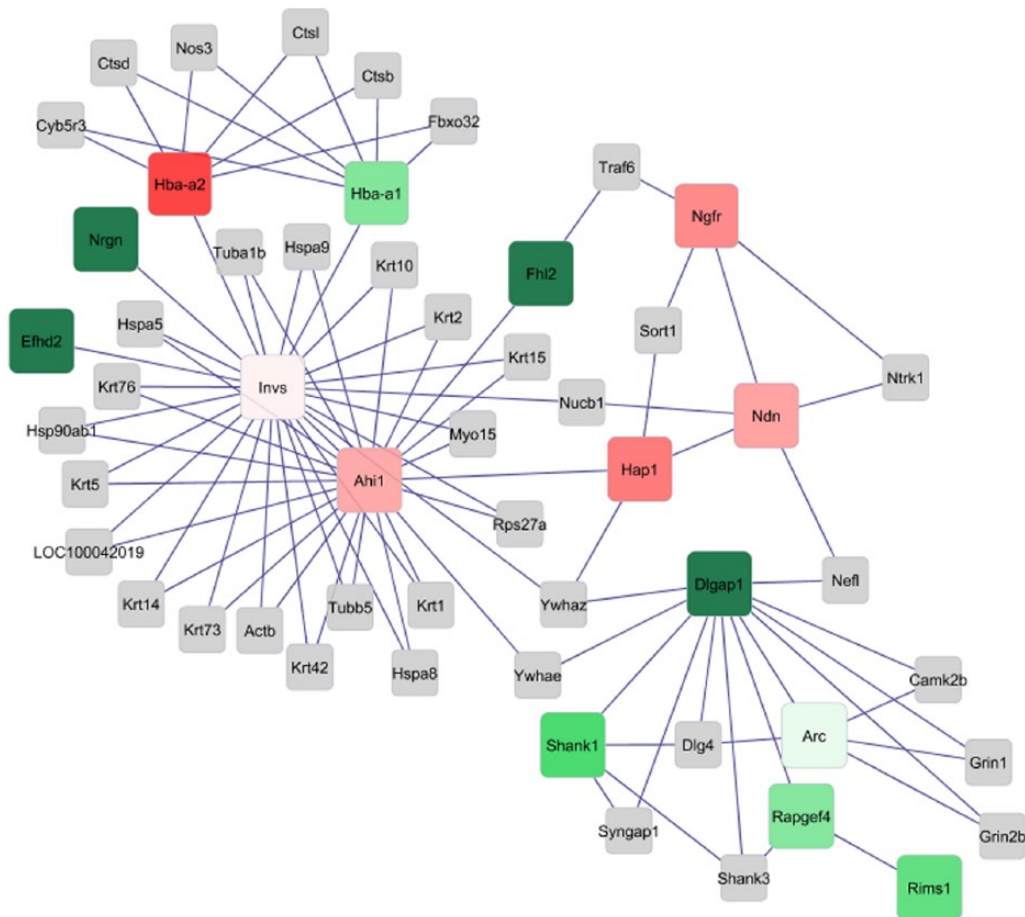 Ctsl
Nos3
Ctsd
Ctsb
Cyb5r3
Fbxo32
Traf6
Hba-a2
Hba-a1
Ngfr
Nrgn
Tuba1b
Hspa9
Krt10
Fhl2
Hspa5
Krt2
Sort1
Efhd2
Krt15
Ntrk1
Krt76
Invs
Nucb1
Ndn
Hsp90ab1
Myo15
Krt5
Ahi1
Hap1
Rps27a
LOC100042019
Dlgap1
Nefl
Krt14
Tubb5
Krt1
Ywhaz
Krt73
Actb
Krt42
Hspa8
Ywhae
Camk2b
Shank1
Dlg4
Arc
Grin1
Rapgef4
Syngap1
Grin2b
Shank3
Rims1